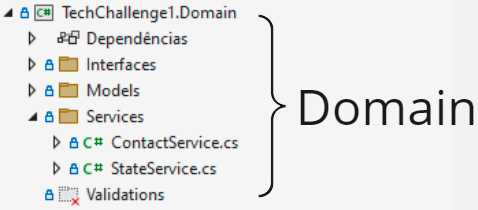 C# TechChallenge1.Domain
Dependências
Interfaces
Models
Services
C# ContactService.cs
C# StateService.cs
Validations
Domain